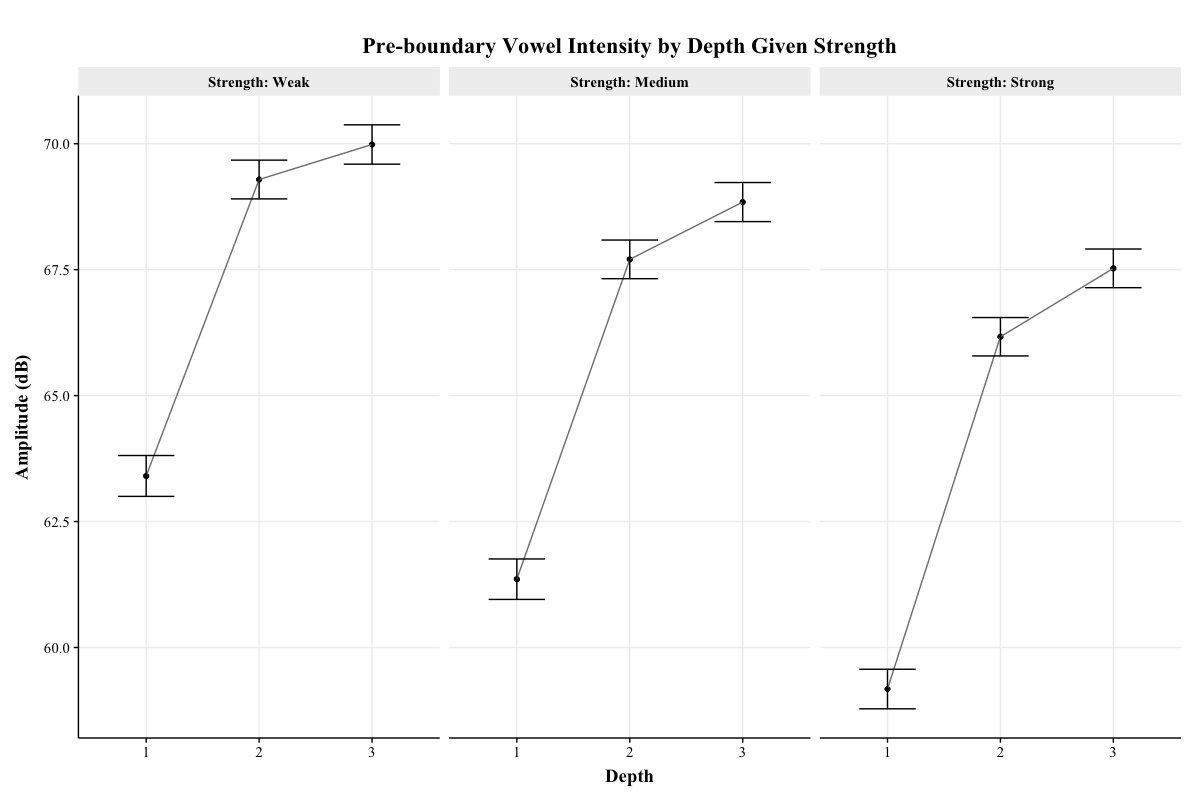 Pre-boundary Vowel Intensity by Depth Given Strength
Strength: Weak
Strength: Medium
Strength: Strong
Amplitude (dB)
70.0
67.5
65.0
62.5
60.0
1 2 3
1 2 3
1 2 3
Depth